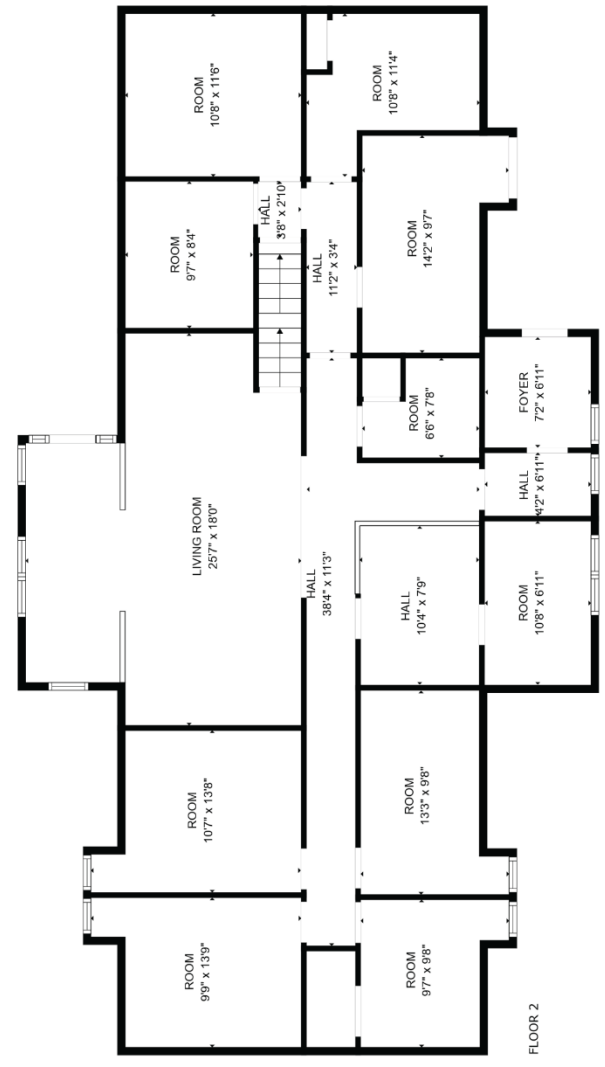 ROOM
10'8" x 11'6"
ROOM
10'8" x 11'4"
ROOM
9'7" x 8'4"
HALL
3'8" x 2'10"
HALL
11'2" x 3'4"
ROOM
14'2" x 9'7"
ROOM
6'6" x 7'8"
FOYER
7'2" x 6'11"
HALL
4'2" x 6'11"
LIVING ROOM
25'7" x 18'0"
HALL
38'4" x 11'3"
HALL
10'4" x 7'9"
ROOM
10'8" x 6'11"
ROOM
10'7" x 13'8"
ROOM
13'3" x 9'8"
ROOM
9'9" x 13'9"
ROOM
9'7" x 9'8"
FLOOR 2